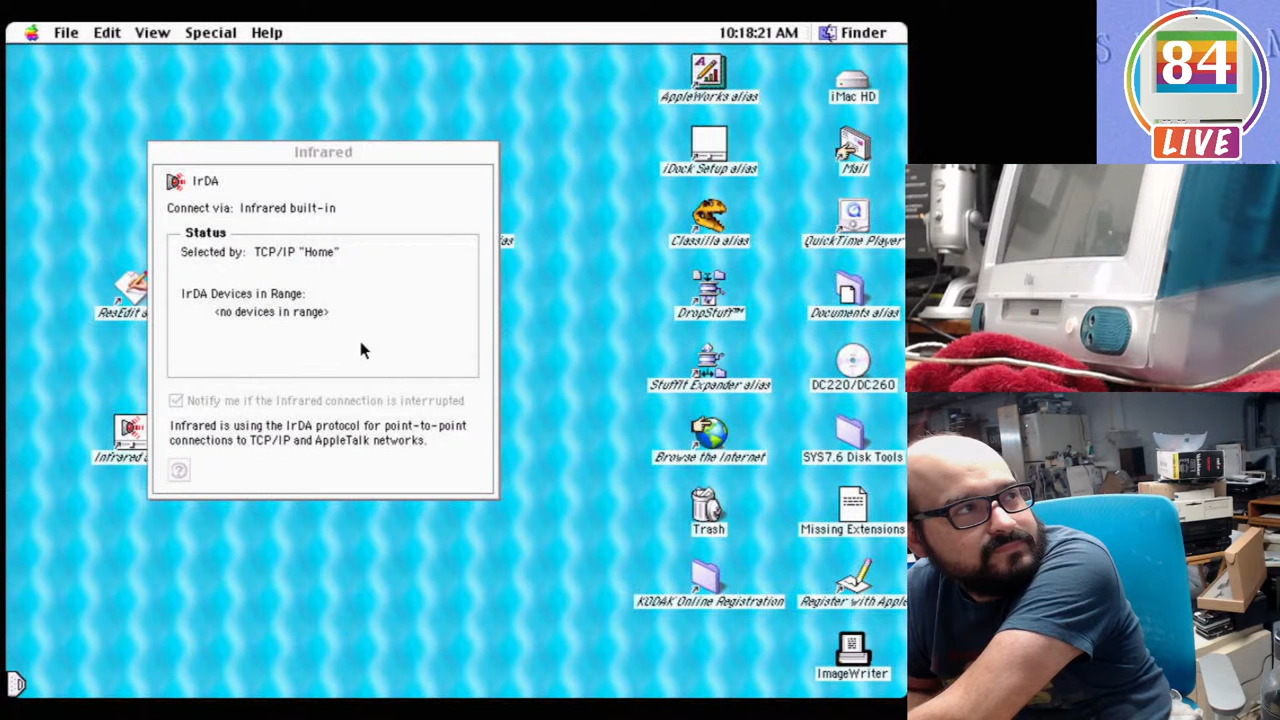 File Edit View Special Help
10:18:21 AM Finder
84
LIVE
Infrared
IrDA
Connect via: Infrared built-in
Status
Selected by: TCP/IP "Home"
IrDA Devices in Range:
<no devices in range>
Notify me if the Infrared connection is interrupted
Infrared is using the IrDA protocol for point-to-point
connections to TCP/IP and AppleTalk networks.
?
as
ResEdit a
Infrared a
AppleWorks alias
iMac HD
iDock Setup alias
Mail
Classilla alias
QuickTime Player
DropStuff™
Documents alias
StuffIt Expander alias
DC220/DC260
Browse the Internet
SYS7.6 Disk Tools
Trash
Missing Extensions
KODAK Online Registration
Register with Apple
ImageWriter